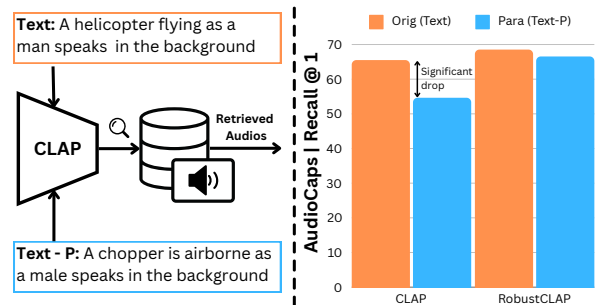 Text: A helicopter flying as a
man speaks in the background
CLAP
Retrieved
Audios
Text - P: A chopper is airborne as
a male speaks in the background
AudioCaps | Recall @ 1
Orig (Text)
Para (Text-P)
70
60
50
40
30
20
10
0
Significant
drop
CLAP
RobustCLAP